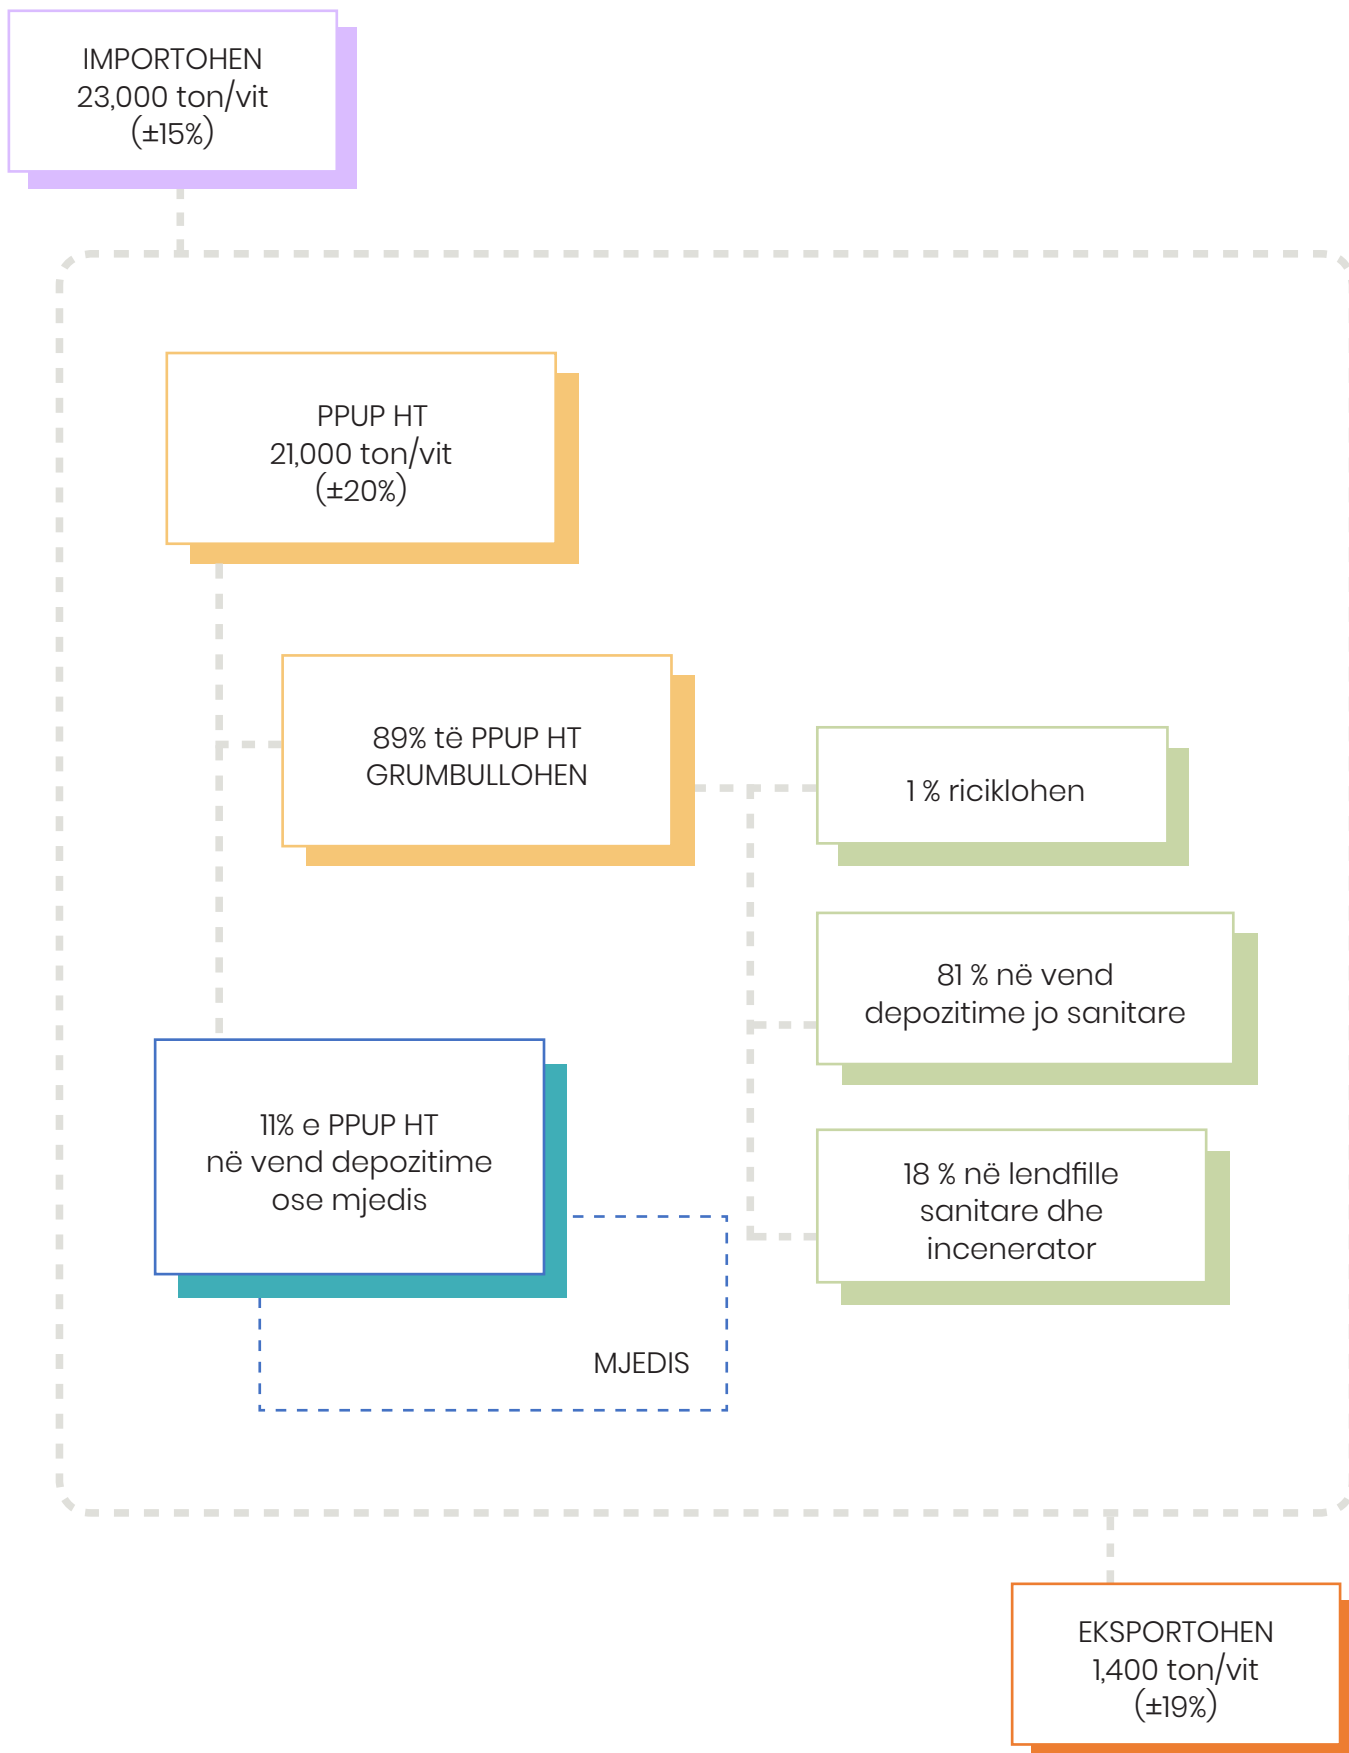 IMPORTOHEN
23,000 ton/vit
(±15%)
PPUP HT
21,000 ton/vit
(±20%)
89% të PPUP HT
GRUMBULLOHEN
1 % riciklohen
81 % në vend
depozitime jo sanitare
11% e PPUP HT
në vend depozitime
ose mjedis
18 % në lendfille
sanitare dhe
incenerator
MJEDIS
EKSPORTOHEN
1,400 ton/vit
(±19%)